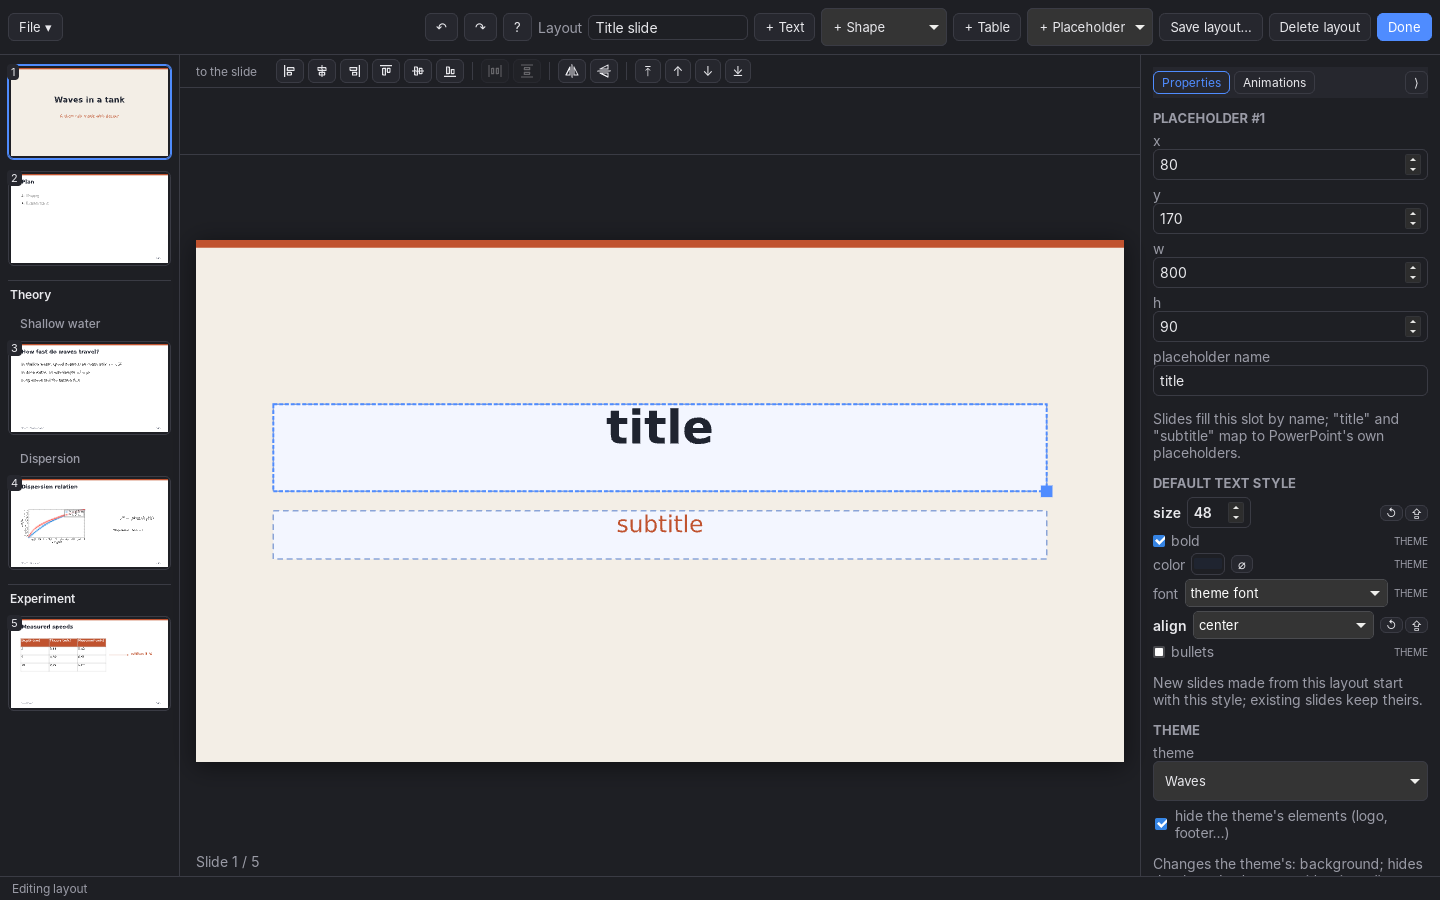 File ▾
↶ ↷ ? Layout Title slide + Text + Shape + Table + Placeholder Save layout... Delete layout Done
to the slide
1
Waves in a tank
2
Plan
Theory
Shallow water
3
How fast do waves travel?
Dispersion
4
Dispersion relation
Experiment
5
Measured speeds
title
subtitle
Slide 1 / 5
Editing layout
Properties Animations
PLACEHOLDER #1
x
80
y
170
w
800
h
90
placeholder name
title
Slides fill this slot by name; "title" and
"subtitle" map to PowerPoint's own
placeholders.
DEFAULT TEXT STYLE
size 48
bold THEME
color ⌀ THEME
font theme font THEME
align center
bullets THEME
New slides made from this layout start
with this style; existing slides keep theirs.
THEME
theme
Waves
hide the theme's elements (logo,
footer...)
Changes the theme's: background; hides